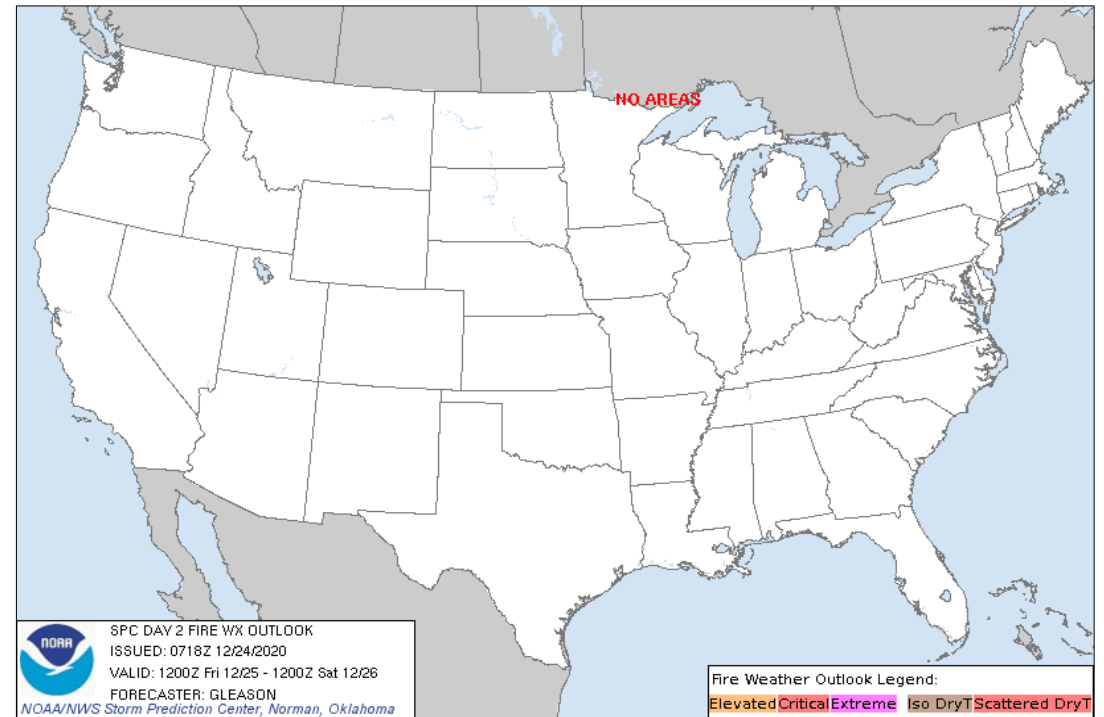 NO AREAS
NOAA
SPC DAY 2 FIRE WX OUTLOOK
ISSUED: 0718Z 12/24/2020
VALID: 1200Z Fri 12/25 - 1200Z Sat 12/26
FORECASTER: GLEASON
NOAA/NWS Storm Prediction Center, Norman, Oklahoma
Fire Weather Outlook Legend:
Elevated Critical Extreme Iso DryT Scattered DryT